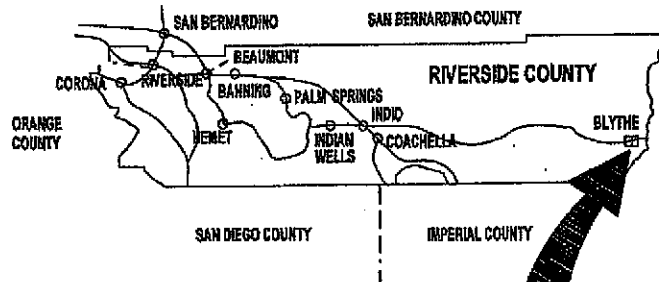 SAN BERNARDINO
SAN BERNARDINO COUNTY
BEAUMONT
RIVERSIDE COUNTY
CORONA
RIVERSIDE
BANNING
PALM SPRINGS
ORANGE
COUNTY
HEMET
INDIAN
WELLS
INDIO
COACHELLA
BLYTHE
SAN DIEGO COUNTY
IMPERIAL COUNTY